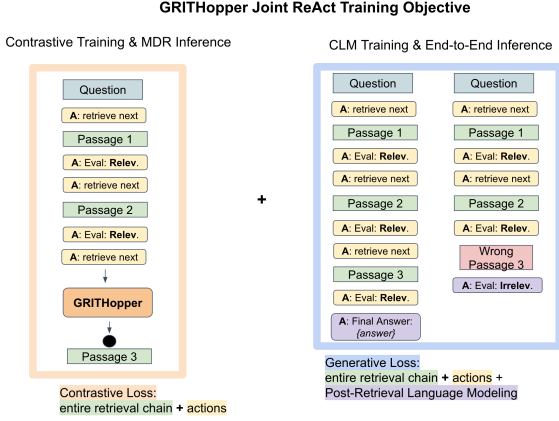 GRITHopper Joint ReAct Training Objective
Contrastive Training & MDR Inference
Question
A: retrieve next
Passage 1
A: Eval: Relev.
A: retrieve next
Passage 2
A: Eval: Relev.
A: retrieve next
GRITHopper
Passage 3
Contrastive Loss:
entire retrieval chain + actions
+
CLM Training & End-to-End Inference
Question
A: retrieve next
Passage 1
A: Eval: Relev.
A: retrieve next
Passage 2
A: Eval: Relev.
A: retrieve next
Passage 3
A: Eval: Relev.
A: Final Answer:
{answer}
Question
A: retrieve next
Passage 1
A: Eval: Relev.
A: retrieve next
Passage 2
A: Eval: Relev.
Wrong
Passage 3
A: Eval: Irrelev.
Generative Loss:
entire retrieval chain + actions +
Post-Retrieval Language Modeling